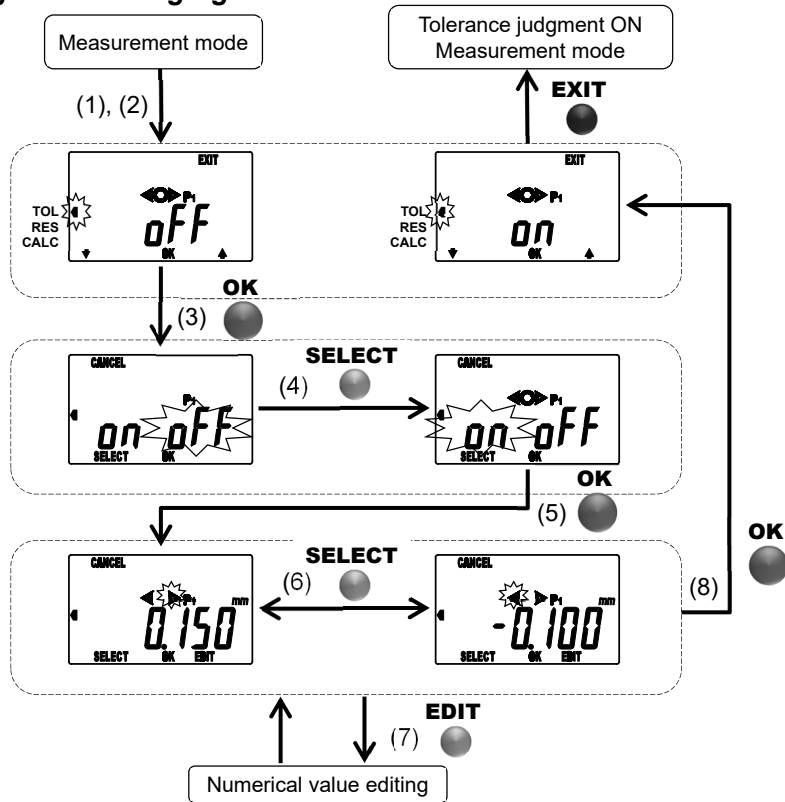 Measurement mode
Tolerance judgment ON
Measurement mode
(1), (2)
EXIT
EXIT
P1
TOL
RES
CALC
oFF
OK
EXIT
P1
TOL
RES
CALC
on
OK
(3)
OK
CANCEL
P1
on oFF
SELECT OK
(4)
SELECT
CANCEL
P1
on oFF
SELECT OK
(5)
OK
CANCEL
P1 mm
0.150
SELECT OK EDIT
(6)
SELECT
CANCEL
P1 mm
-0.100
SELECT OK EDIT
(8)
OK
(7)
EDIT
Numerical value editing